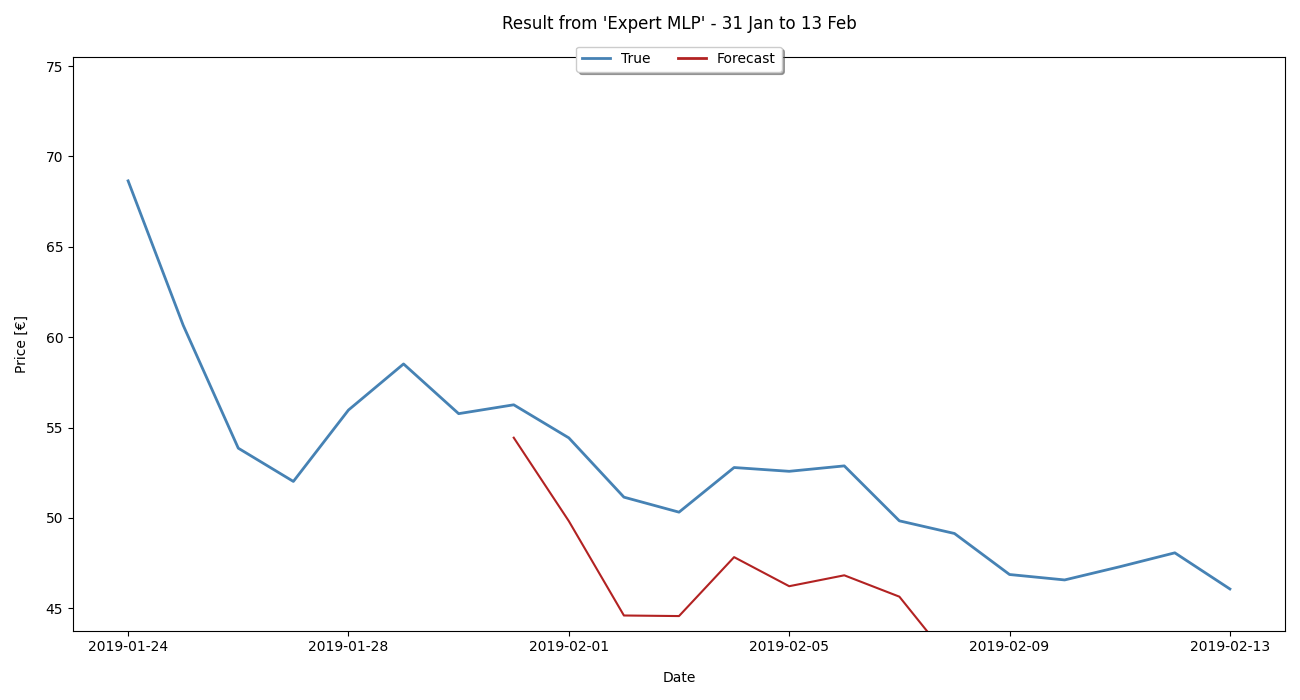 Result from 'Expert MLP' - 31 Jan to 13 Feb
True Forecast
75
70
65
60
55
50
45
Price [€]
2019-01-24 2019-01-28 2019-02-01 2019-02-05 2019-02-09 2019-02-13
Date